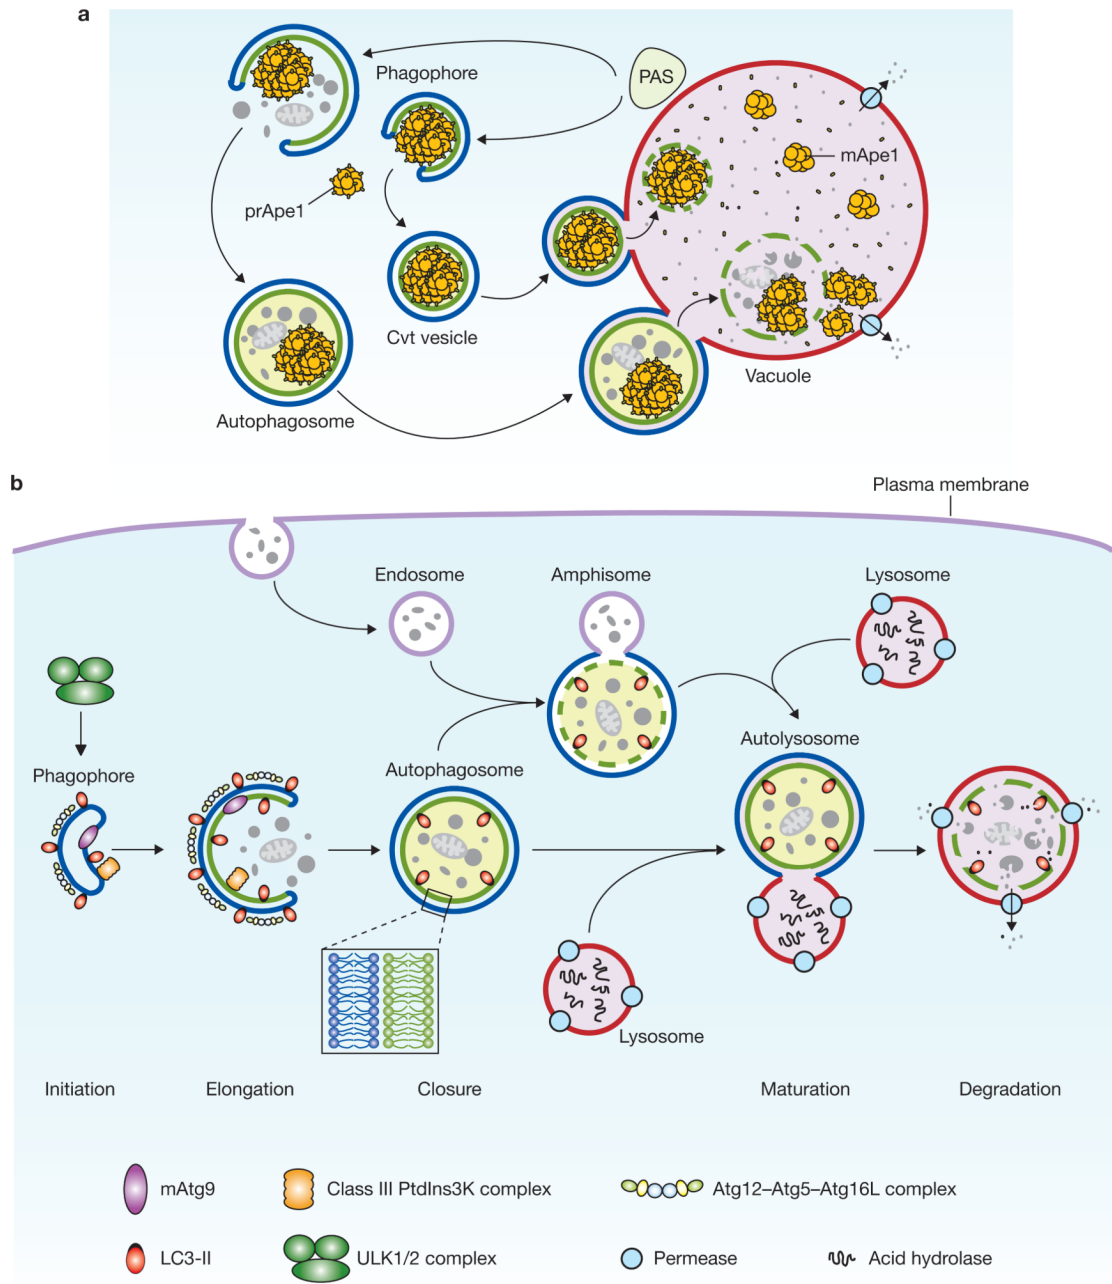 a
Phagophore
PAS
mApe1
prApe1
Cvt vesicle
Vacuole
Autophagosome
b
Plasma membrane
Endosome
Amphisome
Lysosome
Phagophore
Autophagosome
Autolysosome
Lysosome
Initiation
Elongation
Closure
Maturation
Degradation
mAtg9
Class III PtdIns3K complex
Atg12–Atg5–Atg16L complex
LC3-II
ULK1/2 complex
Permease
Acid hydrolase